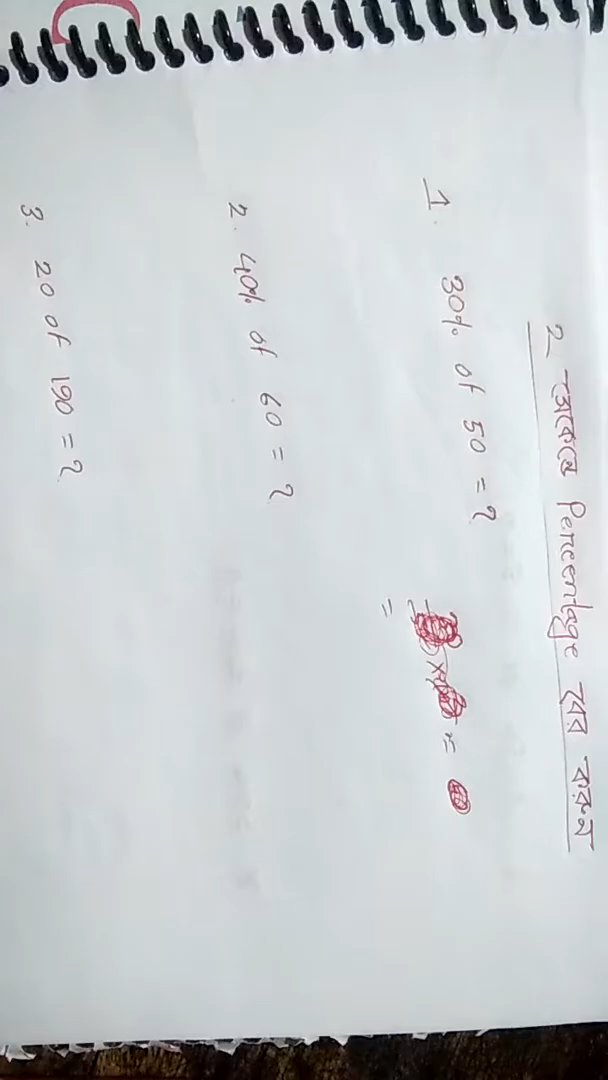 2 সেকেন্ডে Percentage বের করুন
1. 30% of 50 = ?
× = 
=
2. 40% of 60 = ?
3. 20 of 190 = ?